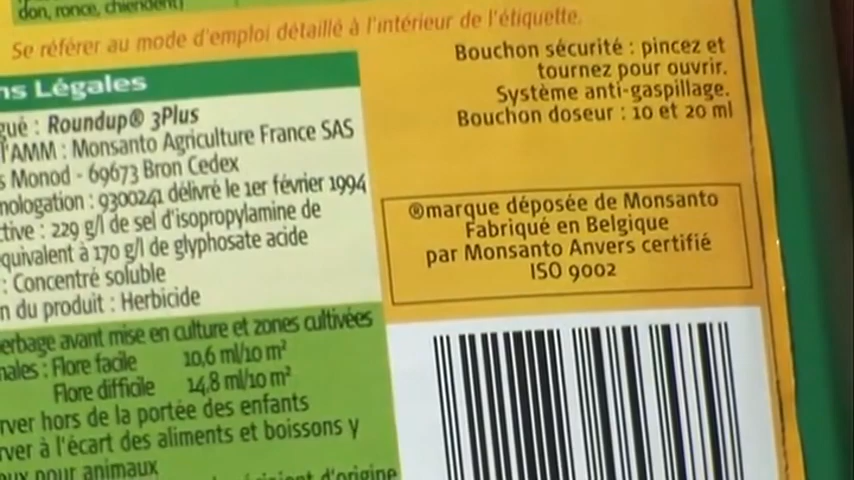 don, ronce, chiendent)
Se référer au mode d'emploi détaillé à l'intérieur de l'étiquette.
ns Légales
gué : Roundup® 3Plus
l'AMM : Monsanto Agriculture France SAS
s Monod - 69673 Bron Cedex
nologation : 9300241 délivré le 1er février 1994
ctive : 229 g/l de sel d'isopropylamine de
équivalent à 170 g/l de glyphosate acide
: Concentré soluble
n du produit : Herbicide
erbage avant mise en culture et zones cultivées
nales : Flore facile 10,6 ml/10 m²
Flore difficile 14,8 ml/10 m²
rver hors de la portée des enfants
rver à l'écart des aliments et boissons y
ux pour animaux
d'origine
Bouchon sécurité : pincez et
tournez pour ouvrir.
Système anti-gaspillage.
Bouchon doseur : 10 et 20 ml
®marque déposée de Monsanto
Fabriqué en Belgique
par Monsanto Anvers certifié
ISO 9002